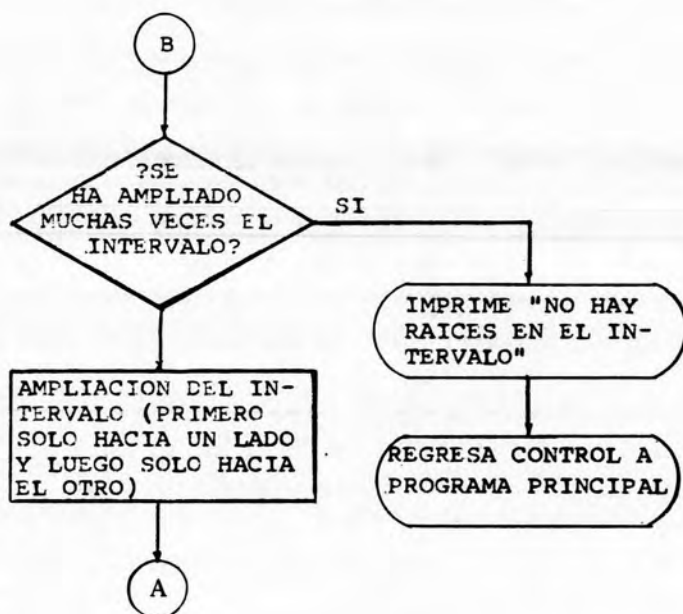 B
?SE
HA AMPLIADO
MUCHAS VECES EL
INTERVALO?
SI
IMPRIME "NO HAY
RAICES EN EL IN-
TERVALO"
AMPLIACION DEL IN-
TERVALO (PRIMERO
SOLO HACIA UN LADO
Y LUEGO SOLO HACIA
EL OTRO)
REGRESA CONTROL A
PROGRAMA PRINCIPAL
A